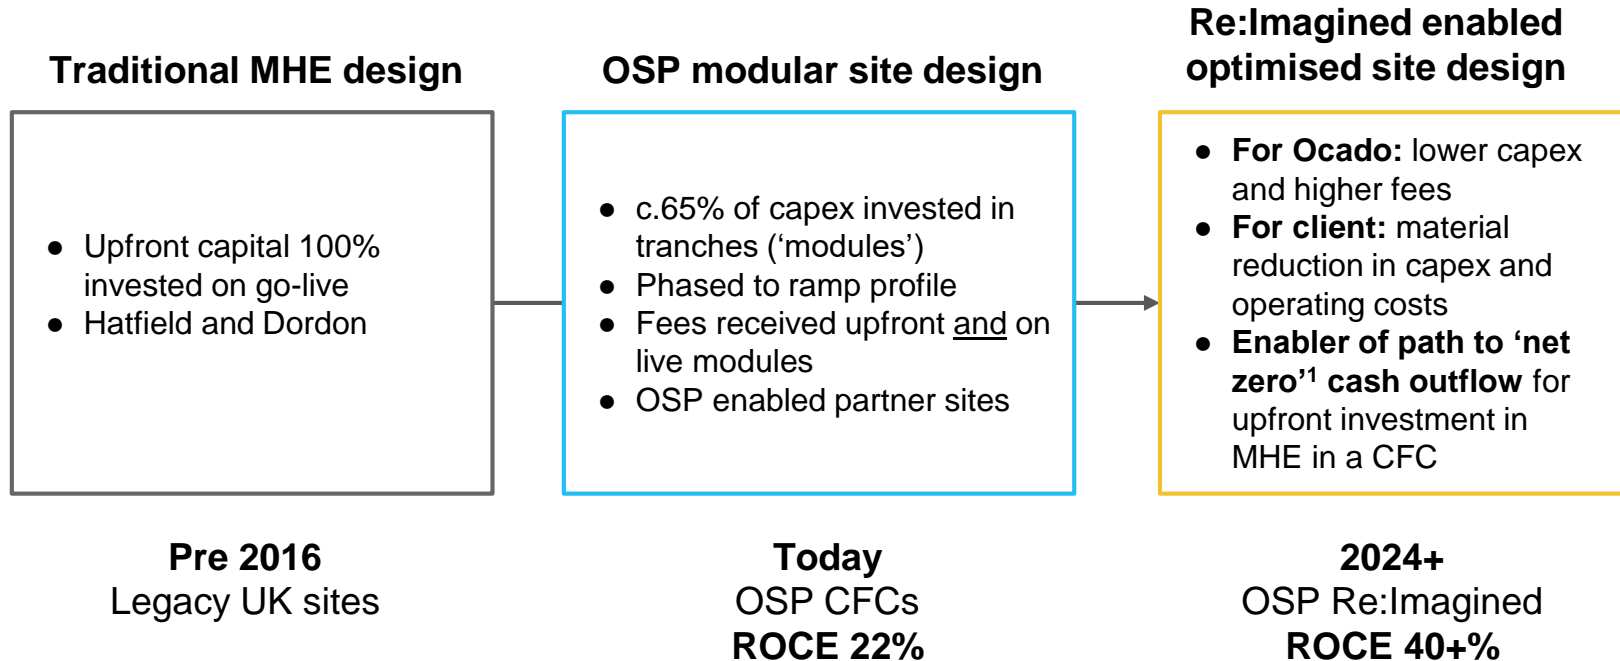 Traditional MHE design
● Upfront capital 100%
invested on go-live
● Hatfield and Dordon
Pre 2016
Legacy UK sites
OSP modular site design
● c.65% of capex invested in
tranches (‘modules’)
● Phased to ramp profile
● Fees received upfront and on
live modules
● OSP enabled partner sites
Today
OSP CFCs
ROCE 22%
Re:Imagined enabled
optimised site design
● For Ocado: lower capex
and higher fees
● For client: material
reduction in capex and
operating costs
● Enabler of path to ‘net
zero’¹ cash outflow for
upfront investment in
MHE in a CFC
2024+
OSP Re:Imagined
ROCE 40+%